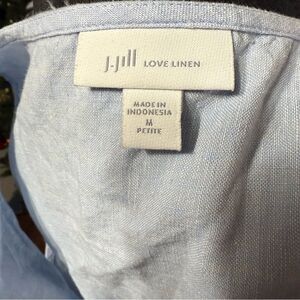 J.Jill LOVE LINEN
MADE IN
INDONESIA
M
PETITE